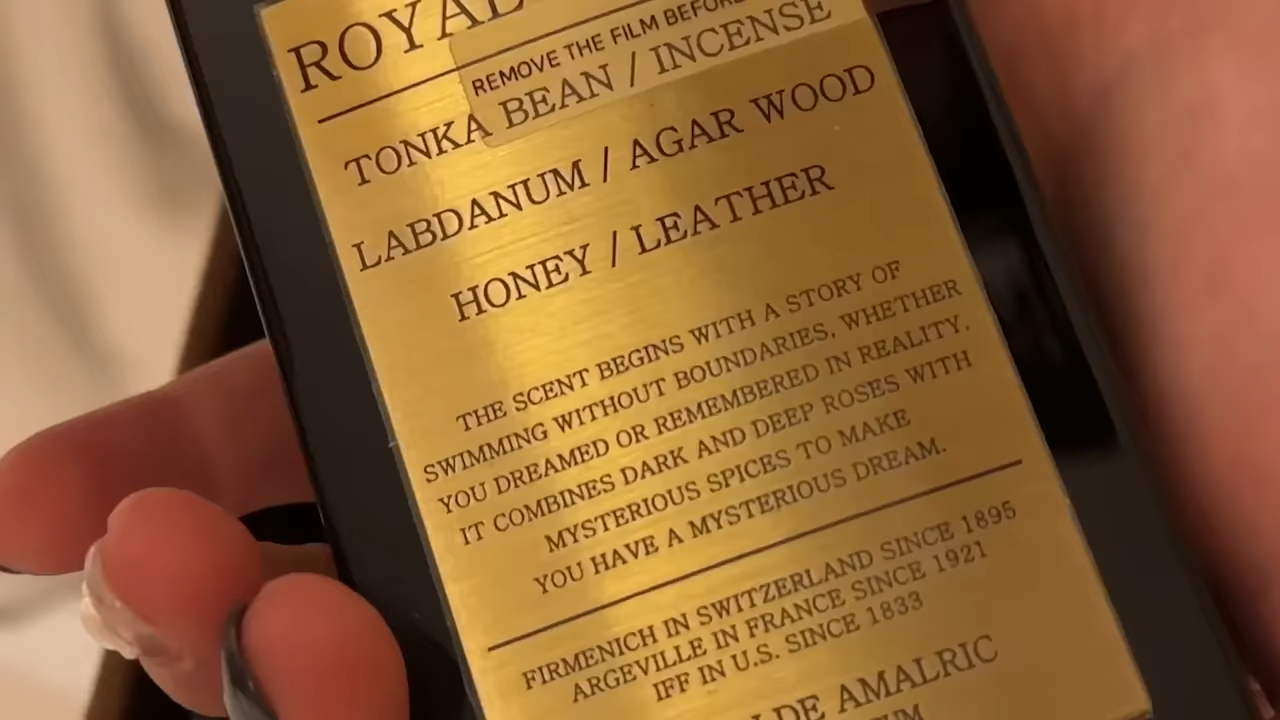 ROYAL
REMOVE THE FILM BEFORE
TONKA BEAN / INCENSE
LABDANUM / AGAR WOOD
HONEY / LEATHER
THE SCENT BEGINS WITH A STORY OF
SWIMMING WITHOUT BOUNDARIES, WHETHER
YOU DREAMED OR REMEMBERED IN REALITY.
IT COMBINES DARK AND DEEP ROSES WITH
MYSTERIOUS SPICES TO MAKE
YOU HAVE A MYSTERIOUS DREAM.
FIRMENICH IN SWITZERLAND SINCE 1895
ARGEVILLE IN FRANCE SINCE 1921
IFF IN U.S. SINCE 1833
DE AMALRIC